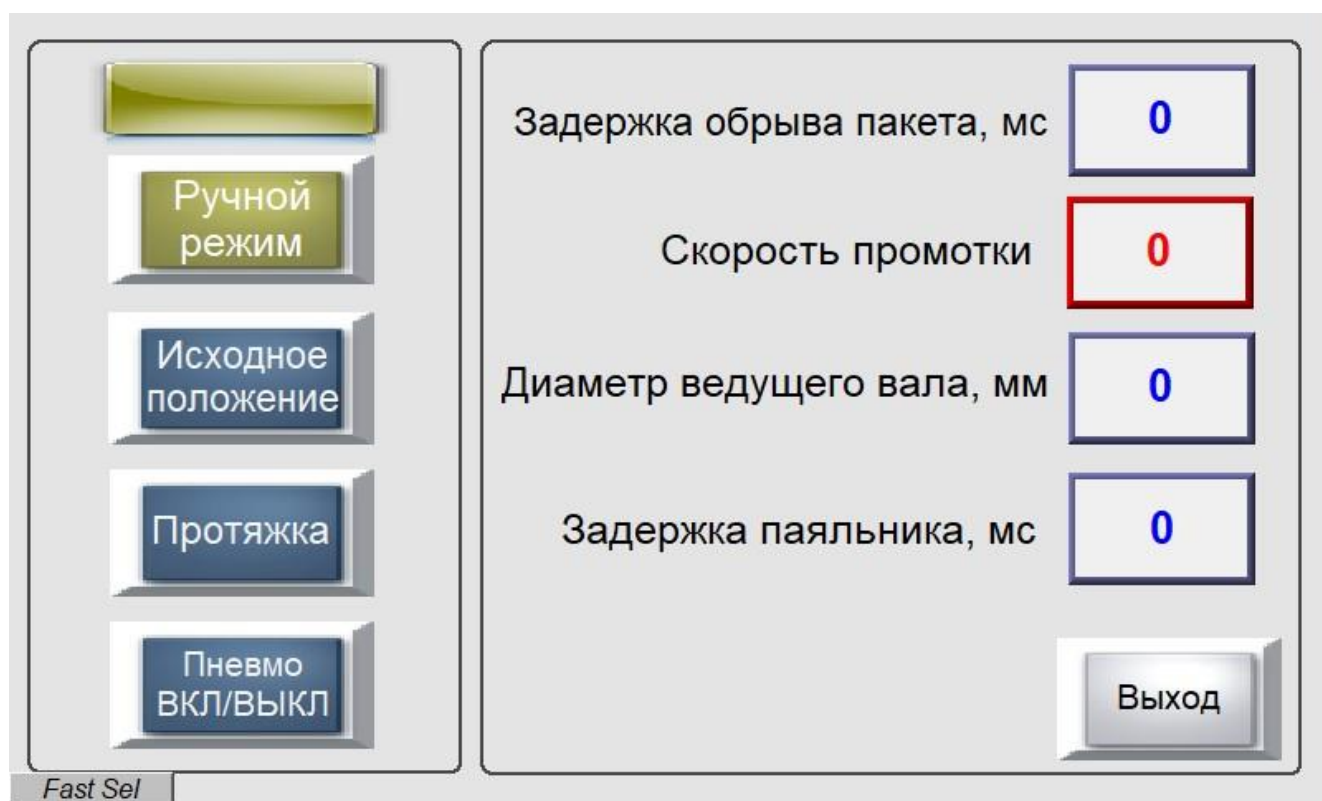 Ручной
режим
Исходное
положение
Протяжка
Пневмо
ВКЛ/ВЫКЛ
Fast Sel
Задержка обрыва пакета, мс 0
Скорость промотки 0
Диаметр ведущего вала, мм 0
Задержка паяльника, мс 0
Выход